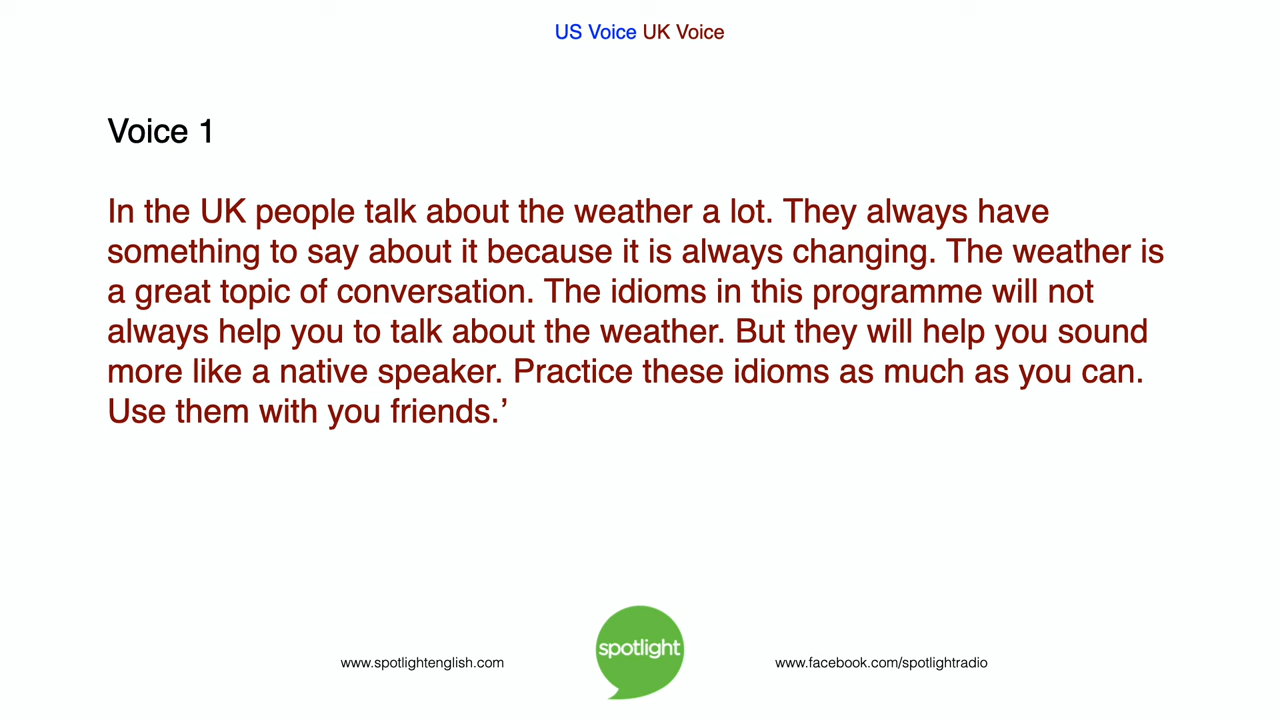 US Voice UK Voice
Voice 1
In the UK people talk about the weather a lot. They always have
something to say about it because it is always changing. The weather is
a great topic of conversation. The idioms in this programme will not
always help you to talk about the weather. But they will help you sound
more like a native speaker. Practice these idioms as much as you can.
Use them with you friends.’
www.spotlightenglish.com
spotlight
www.facebook.com/spotlightradio